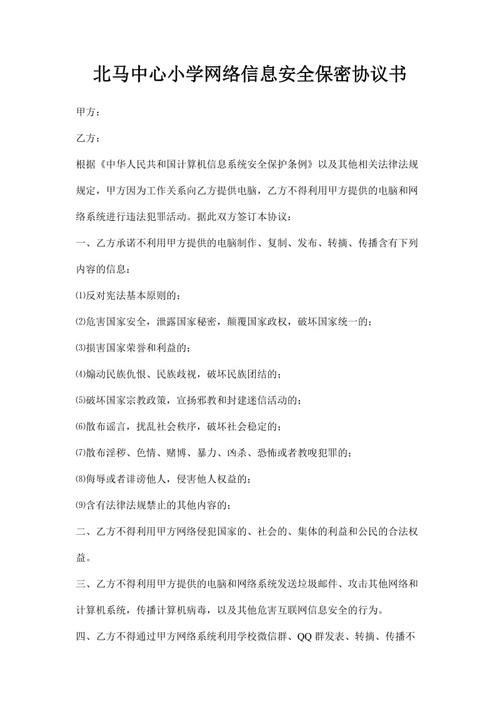 北马中心小学网络信息安全保密协议书
甲方：
乙方：
根据《中华人民共和国计算机信息系统安全保护条例》以及其他相关法律法规
规定，甲方因为工作关系向乙方提供电脑，乙方不得利用甲方提供的电脑和网
络系统进行违法犯罪活动。据此双方签订本协议：
一、乙方承诺不利用甲方提供的电脑制作、复制、发布、转摘、传播含有下列
内容的信息：
⑴反对宪法基本原则的；
⑵危害国家安全，泄露国家秘密，颠覆国家政权，破坏国家统一的；
⑶损害国家荣誉和利益的；
⑷煽动民族仇恨、民族歧视，破坏民族团结的；
⑸破坏国家宗教政策，宣扬邪教和封建迷信活动的；
⑹散布谣言，扰乱社会秩序，破坏社会稳定的；
⑺散布淫秽、色情、赌博、暴力、凶杀、恐怖或者教唆犯罪的；
⑻侮辱或者诽谤他人，侵害他人权益的；
⑼含有法律法规禁止的其他内容的；
二、乙方不得利用甲方网络侵犯国家的、社会的、集体的利益和公民的合法权
益。
三、乙方不得利用甲方提供的电脑和网络系统发送垃圾邮件、攻击其他网络和
计算机系统，传播计算机病毒，以及其他危害互联网信息安全的行为。
四、乙方不得通过甲方网络系统利用学校微信群、QQ 群发表、转摘、传播不